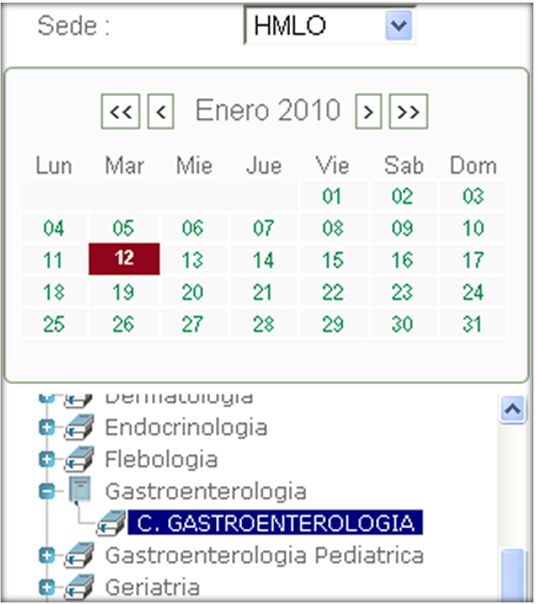 Sede : HMLO
<< < Enero 2010 > >>
Lun Mar Mie Jue Vie Sab Dom
01 02 03
04 05 06 07 08 09 10
11 12 13 14 15 16 17
18 19 20 21 22 23 24
25 26 27 28 29 30 31
Dermatologia
Endocrinologia
Flebologia
Gastroenterologia
C. GASTROENTEROLOGIA
Gastroenterologia Pediatrica
Geriatria